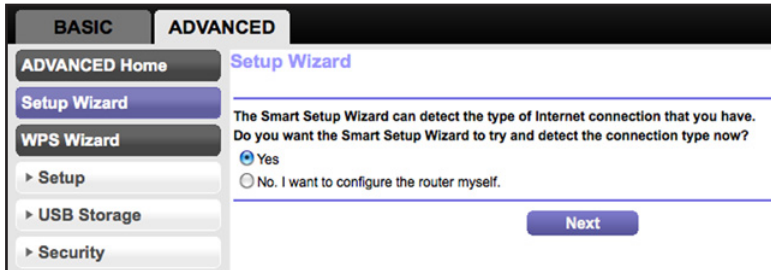 BASIC
ADVANCED
ADVANCED Home
Setup Wizard
WPS Wizard
Setup
USB Storage
Security
Setup Wizard
The Smart Setup Wizard can detect the type of Internet connection that you have.
Do you want the Smart Setup Wizard to try and detect the connection type now?
Yes
No. I want to configure the router myself.
Next